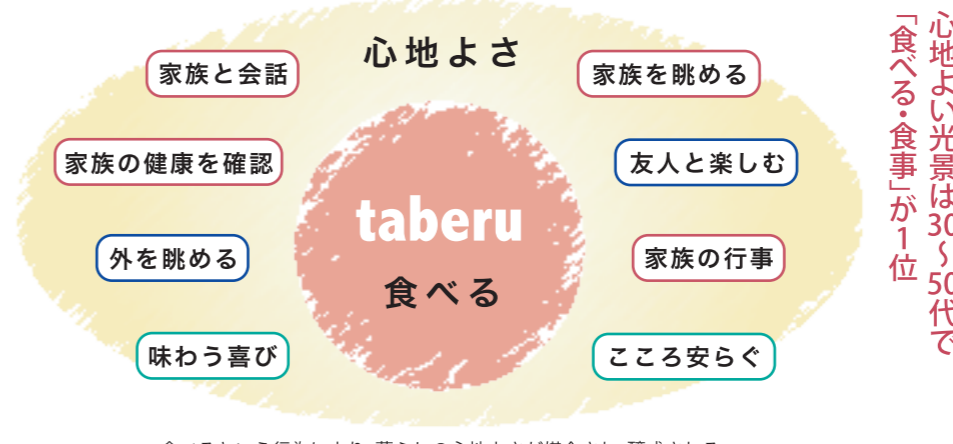 心地よい光景は30〜50代で
「食べる・食事」が1位
心地よさ
家族と会話
家族を眺める
家族の健康を確認
友人と楽しむ
taberu
食べる
外を眺める
家族の行事
味わう喜び
こころ安らぐ